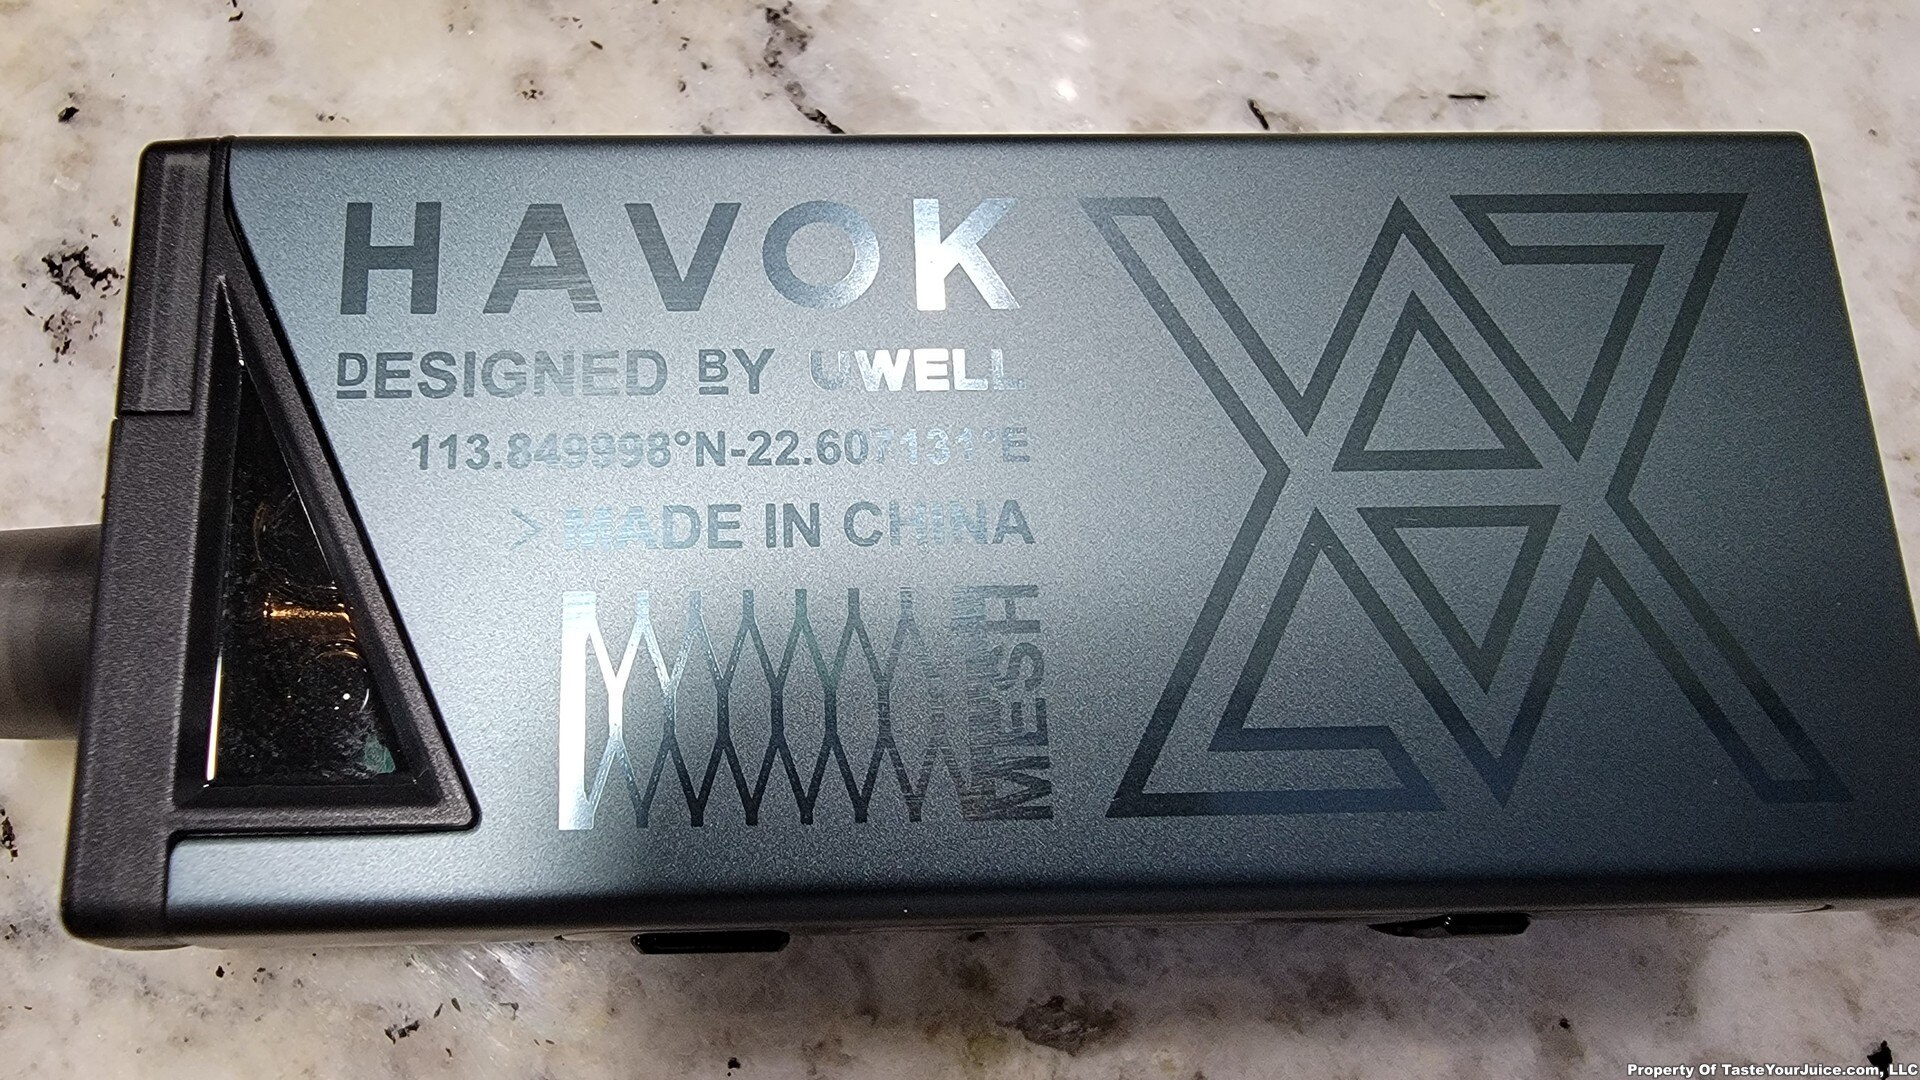 HAVOK
DESIGNED BY UWELL
113.849998°N-22.607131°E
> MADE IN CHINA
MESH
Property Of TasteYourJuice.com, LLC